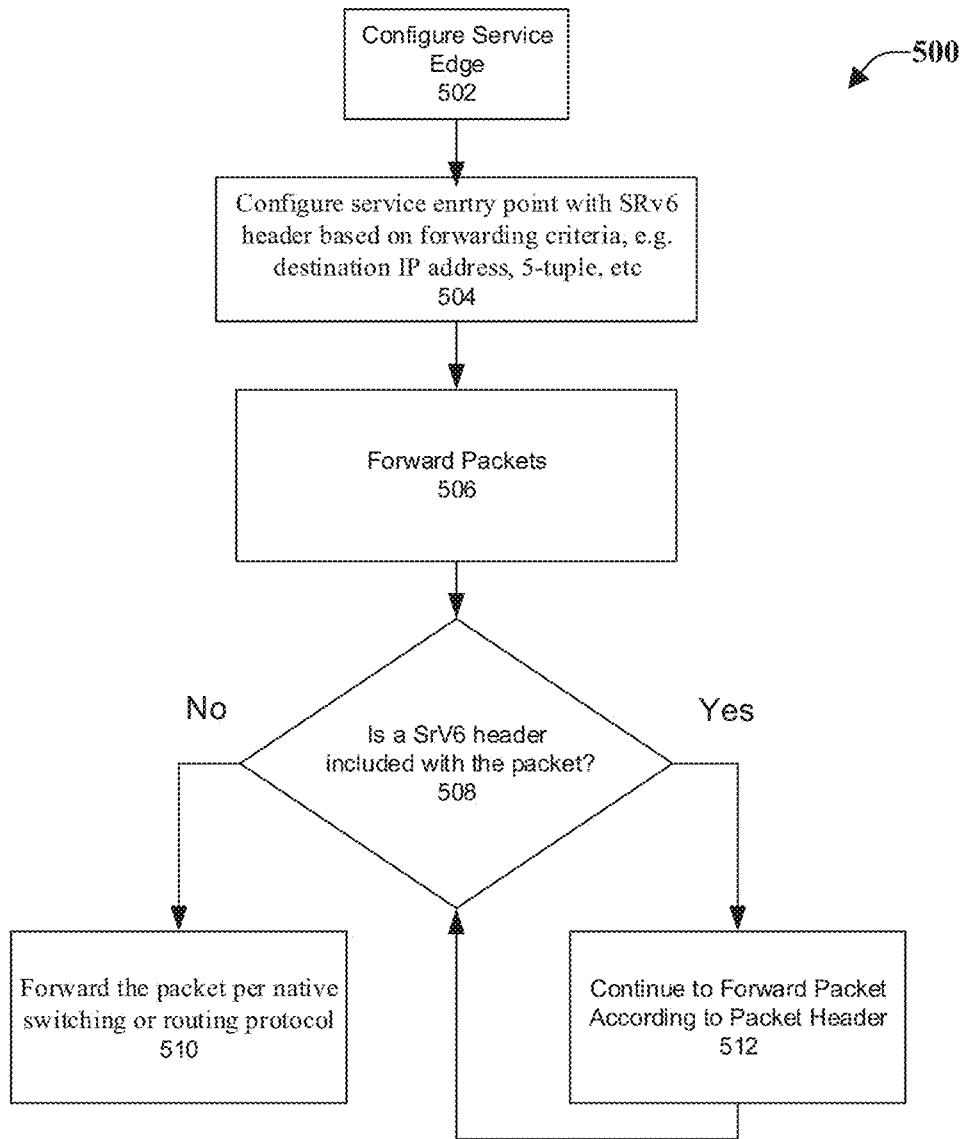 Configure Service
Edge
502
500
Configure service enrtry point with SRv6
header based on forwarding criteria, e.g.
destination IP address, 5-tuple, etc
504
Forward Packets
506
No
Yes
Is a SrV6 header
included with the packet?
508
Forward the packet per native
switching or routing protocol
510
Continue to Forward Packet
According to Packet Header
512